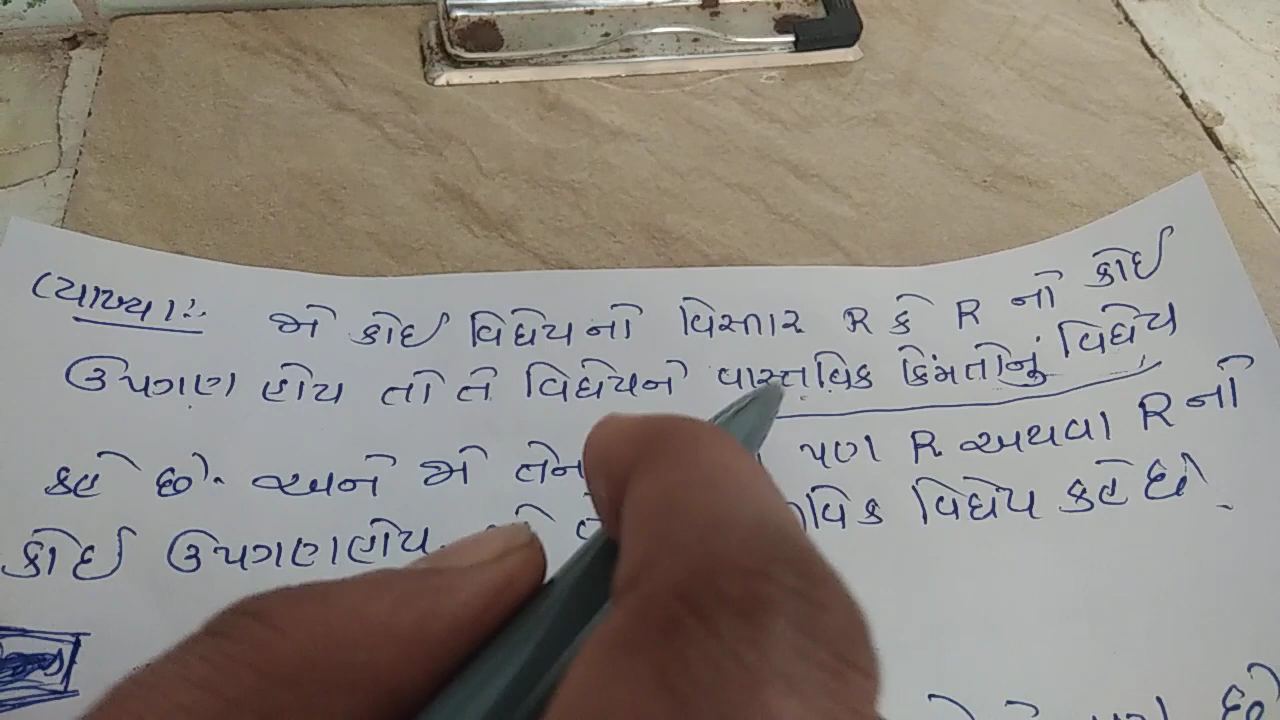 વ્યાખ્યા:- જો કોઈ વિધેયનો વિસ્તાર R કે R નો કોઈ
ઉપગણ હોય તો તે વિધેયને વાસ્તવિક કિંમતોનું વિધેય
કહે છે. અને જો પણ R અથવા R નો
કોઈ ઉપગણ હોય વિધેય કહે છે.